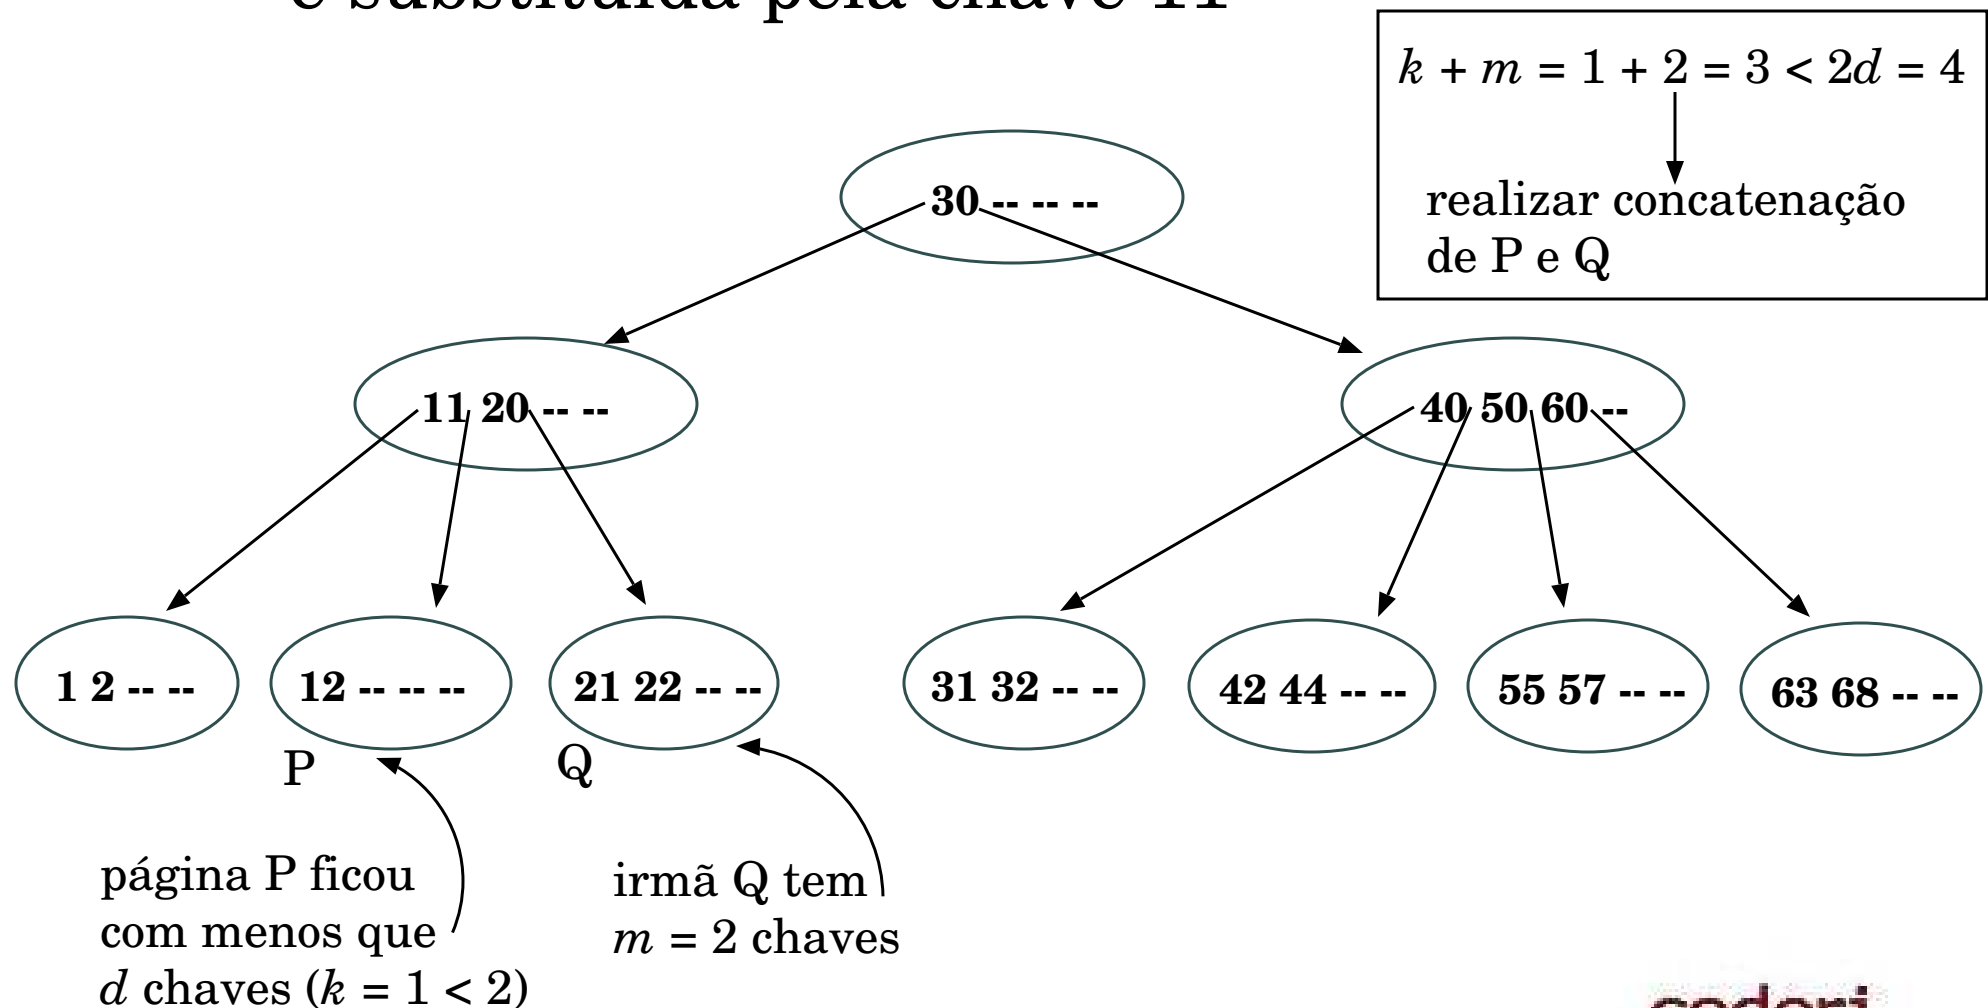 é substituída pela chave 11
k + m = 1 + 2 = 3 < 2d = 4
realizar concatenação
de P e Q
30 -- -- --
11 20 -- --
40 50 60 --
1 2 -- --
12 -- -- --
21 22 -- --
31 32 -- --
42 44 -- --
55 57 -- --
63 68 -- --
P
Q
página P ficou
com menos que
d chaves (k = 1 < 2)
irmã Q tem
m = 2 chaves